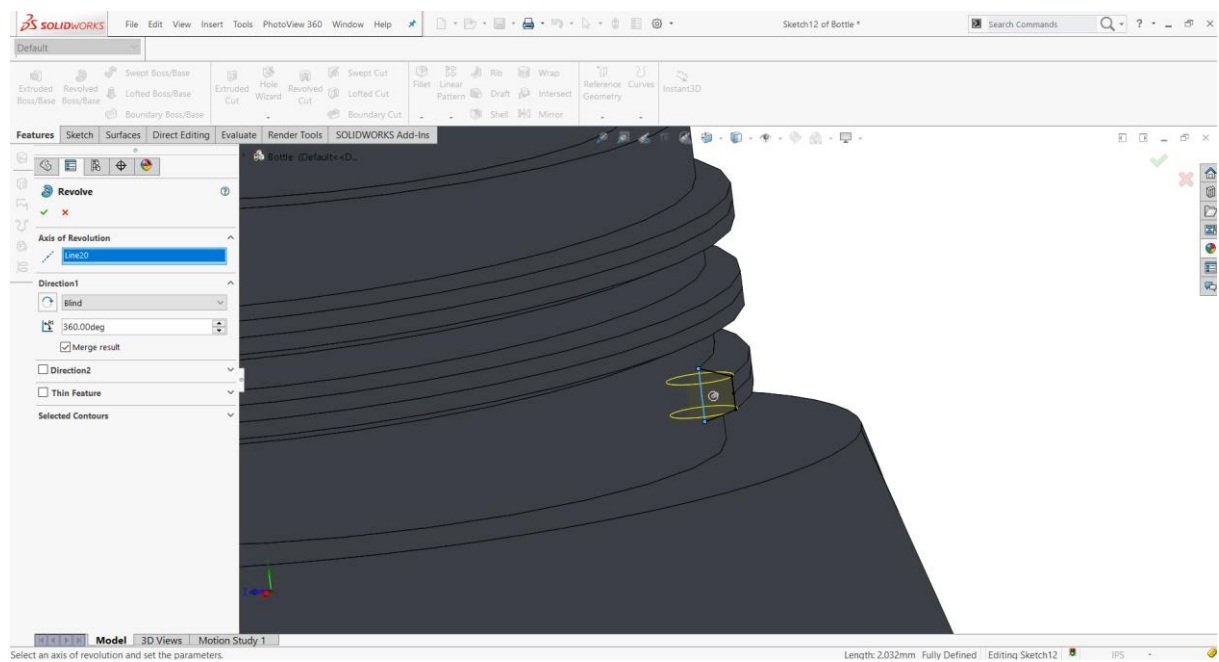 SOLIDWORKS File Edit View Insert Tools PhotoView 360 Window Help Sketch12 of Bottle * Search Commands
Default
Extruded Boss/Base
Revolved Boss/Base
Swept Boss/Base
Lofted Boss/Base
Boundary Boss/Base
Extruded Cut
Hole Wizard
Revolved Cut
Swept Cut
Lofted Cut
Boundary Cut
Fillet
Linear Pattern
Rib
Draft
Shell
Wrap
Intersect
Mirror
Reference Geometry
Curves
Instant3D
Features Sketch Surfaces Direct Editing Evaluate Render Tools SOLIDWORKS Add-Ins
Bottle (Default<<D...
Revolve
Axis of Revolution
Line20
Direction1
Blind
360.00deg
Merge result
Direction2
Thin Feature
Selected Contours
Z
Model 3D Views Motion Study 1
Select an axis of revolution and set the parameters. Length: 2.032mm Fully Defined Editing Sketch12 IPS -